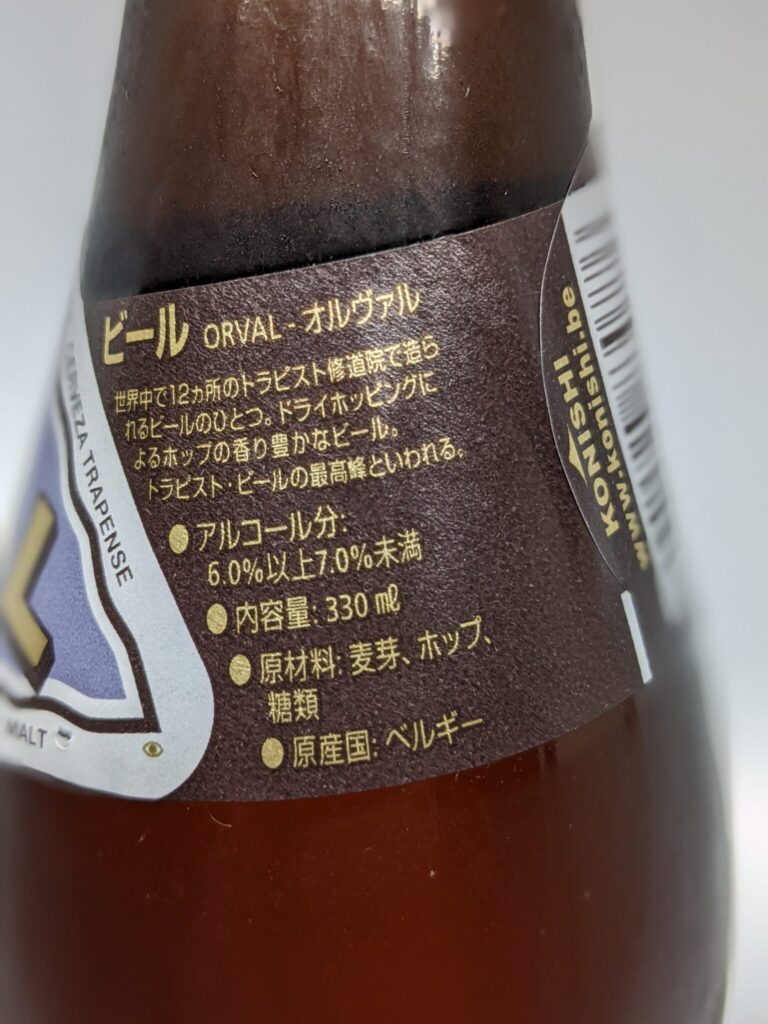 ビール ORVAL - オルヴァル
世界中で12ヵ所のトラピスト修道院で造ら
れるビールのひとつ。ドライホッピングに
よるホップの香り豊かなビール。
トラピスト・ビールの最高峰といわれる。
●アルコール分:
6.0%以上7.0%未満
●内容量: 330 ㎖
●原材料: 麦芽、ホップ、
糖類
●原産国: ベルギー
CERVEZA TRAPENSE
L
MALT
KONISHI
www.konishi.be